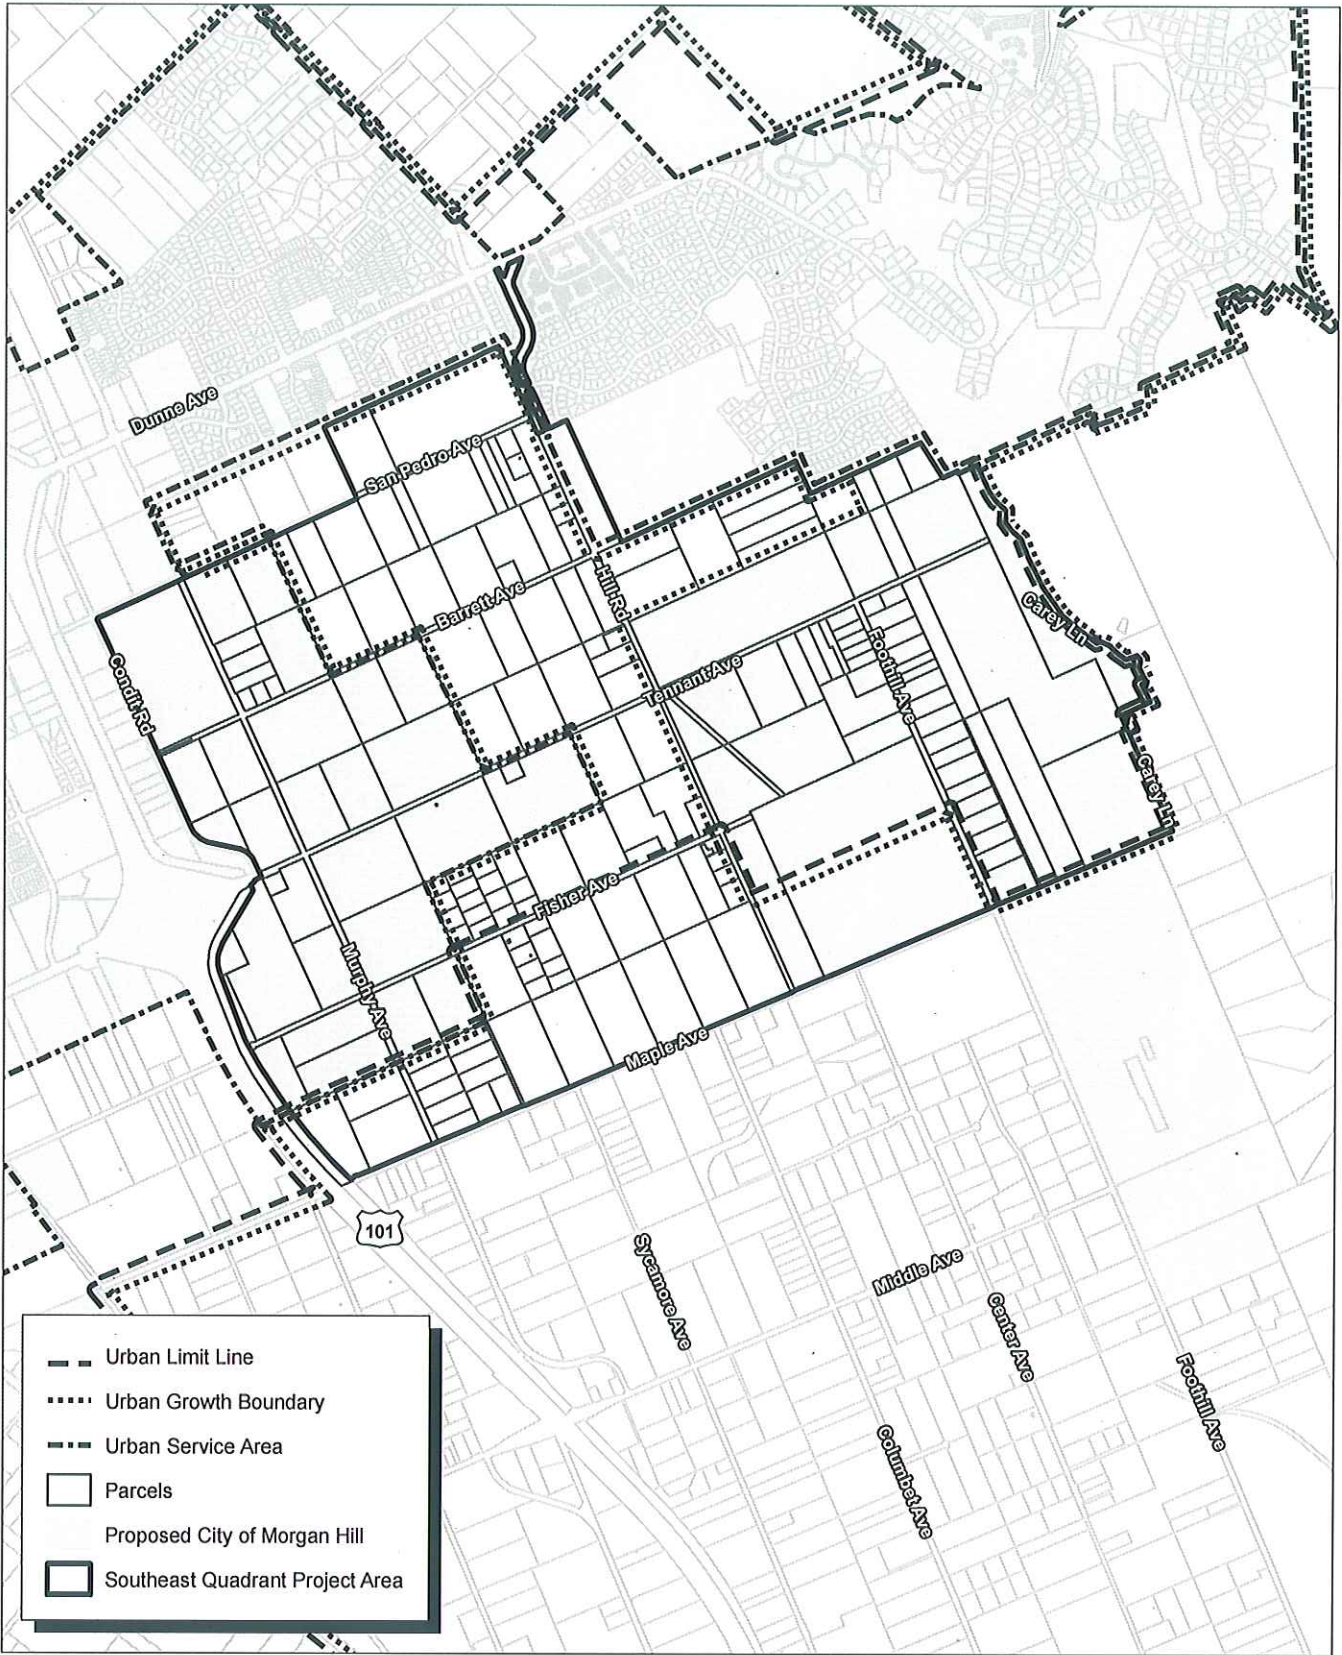 Dunne Ave
San Pedro Ave
Barrett Ave
Hill Rd
Condit Rd
Tennant Ave
Foothill Ave
Carey Ln
Carey Ln
Fisher Ave
Murphy Ave
Maple Ave
101
Sycamore Ave
Middle Ave
Center Ave
Columbet Ave
Foothill Ave
Urban Limit Line
Urban Growth Boundary
Urban Service Area
Parcels
Proposed City of Morgan Hill
Southeast Quadrant Project Area